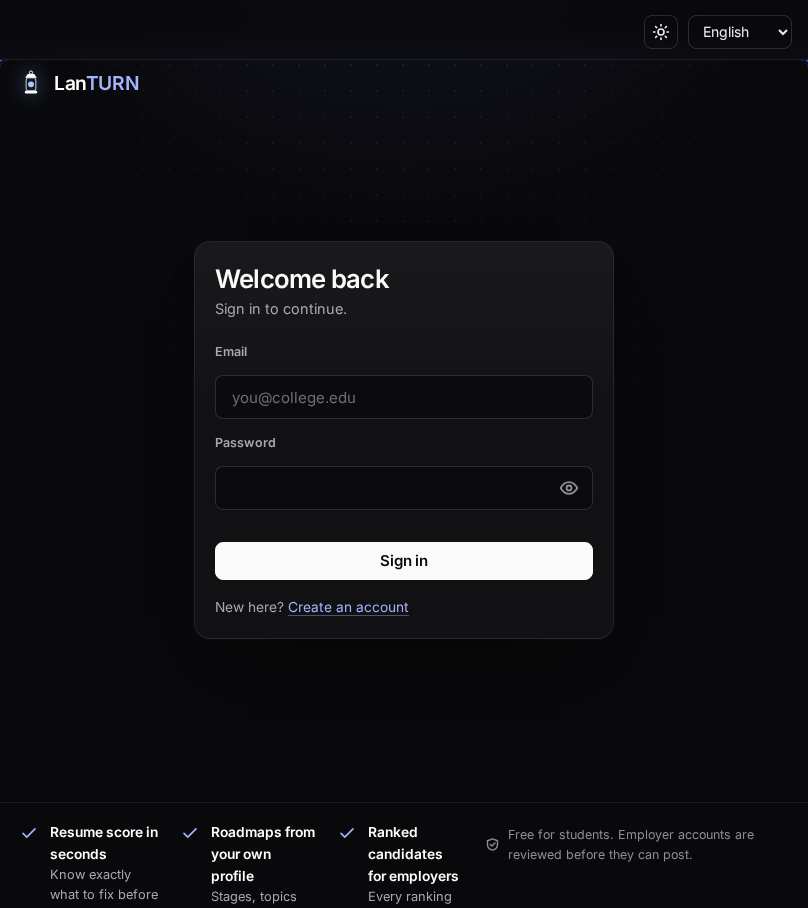 English
LanTURN
Welcome back
Sign in to continue.
Email
you@college.edu
Password
Sign in
New here? Create an account
Resume score in
seconds
Know exactly
what to fix before
Roadmaps from
your own
profile
Stages, topics
Ranked
candidates
for employers
Every ranking
Free for students. Employer accounts are
reviewed before they can post.